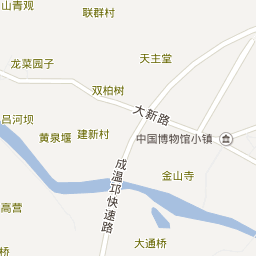 山青观
联群村
天主堂
龙菜园子
双柏树
大新路
吕河坝
黄泉堰
建新村
中国博物馆小镇
成温邛快速路
金山寺
高营
大通桥
桥